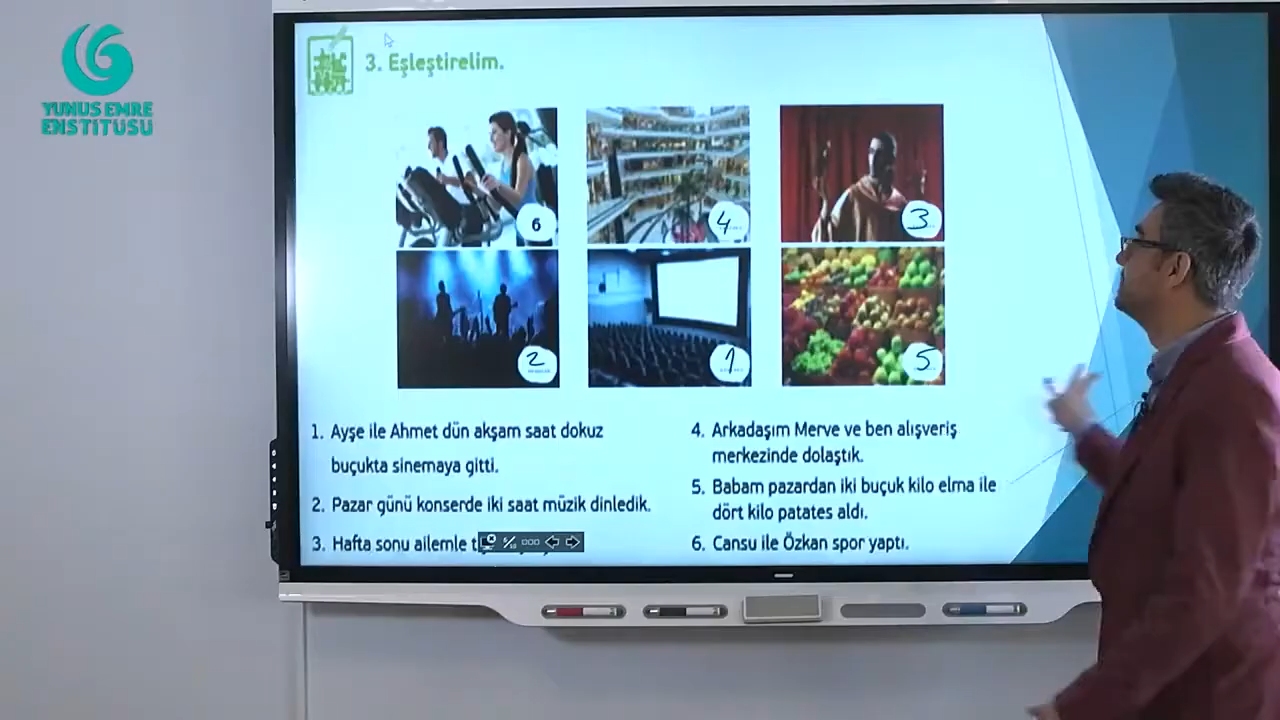 YUNUS EMRE
ENSTİTÜSÜ
3. Eşleştirelim.
6
4
3
2
1
5
1. Ayşe ile Ahmet dün akşam saat dokuz
buçukta sinemaya gitti.
2. Pazar günü konserde iki saat müzik dinledik.
3. Hafta sonu ailemle
4. Arkadaşım Merve ve ben alışveriş
merkezinde dolaştık.
5. Babam pazardan iki buçuk kilo elma ile
dört kilo patates aldı.
6. Cansu ile Özkan spor yaptı.